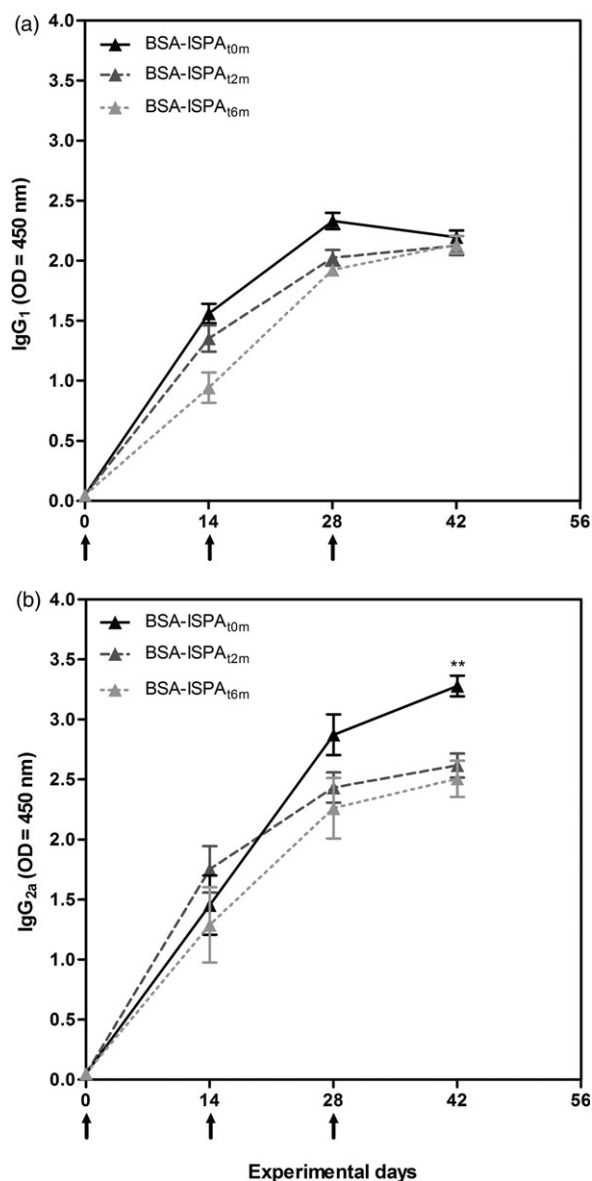 (a)
4.0
BSA-ISPAt0m
3.5
BSA-ISPAt2m
3.0
BSA-ISPAt6m
2.5
2.0
1.5
1.0
0.5
0.0
IgG1 (OD = 450 nm)
0 14 28 42 56
(b)
4.0
BSA-ISPAt0m
3.5
BSA-ISPAt2m
**
3.0
BSA-ISPAt6m
2.5
2.0
1.5
1.0
0.5
0.0
IgG2a (OD = 450 nm)
0 14 28 42 56
Experimental days